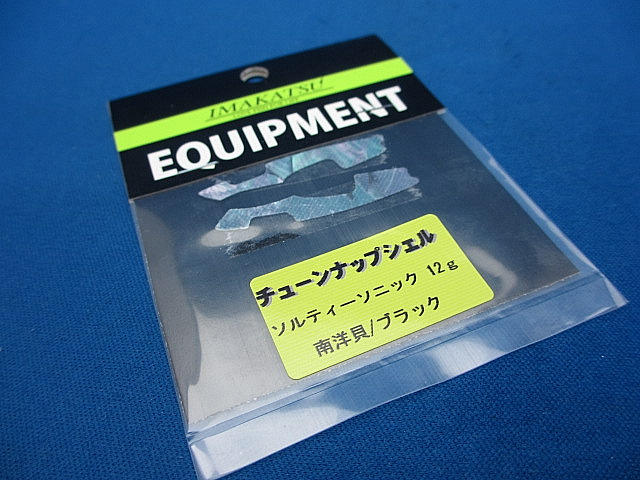 IMAKATSU
EQUIPMENT
チューンナップシェル
ソルティーソニック 12g
南洋貝/ブラック